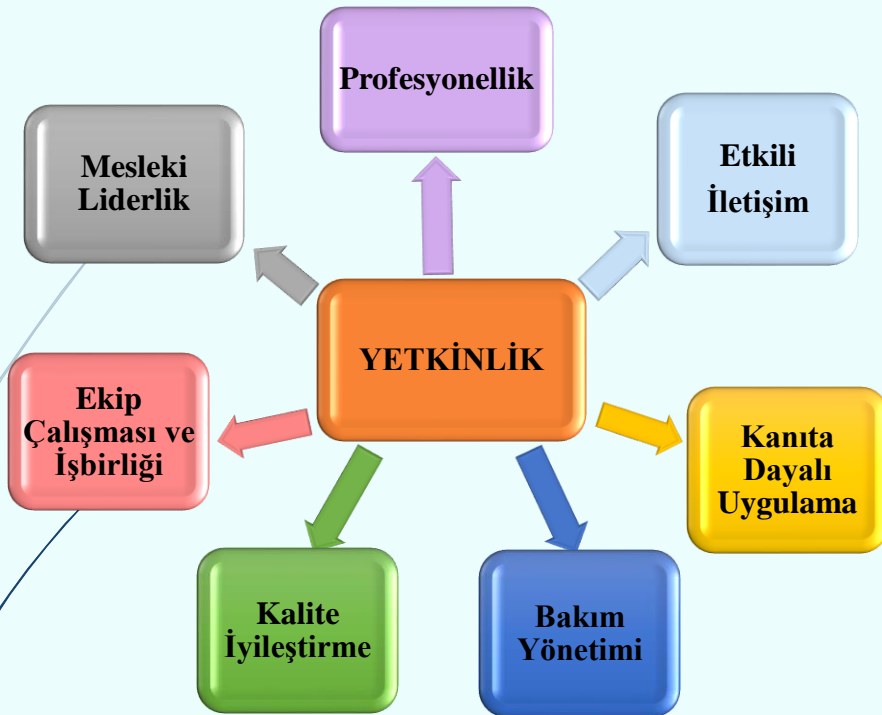 Profesyonellik
Mesleki
Liderlik
Etkili
İletişim
YETKİNLİK
Ekip
Çalışması ve
İşbirliği
Kanıta
Dayalı
Uygulama
Kalite
İyileştirme
Bakım
Yönetimi